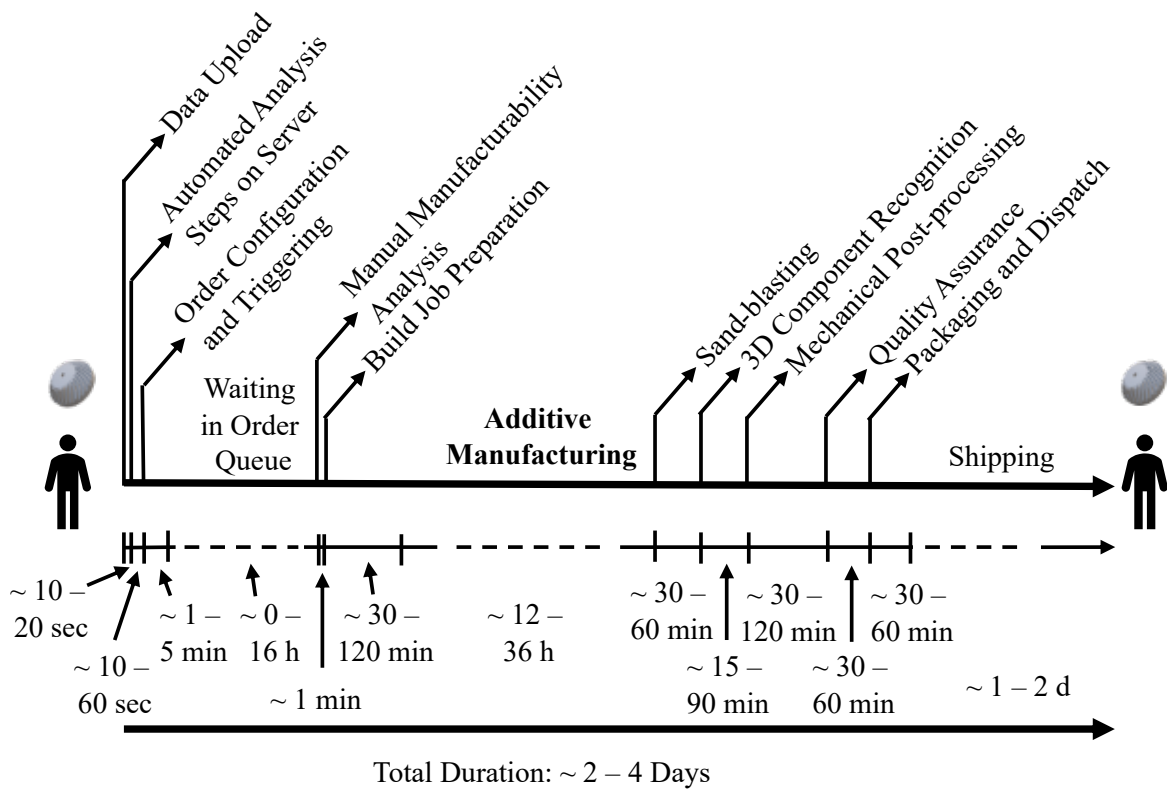 Data Upload
Automated Analysis
Steps on Server
Order Configuration
and Triggering
Manual Manufacturability
Analysis
Build Job Preparation
Sand-blasting
3D Component Recognition
Mechanical Post-processing
Quality Assurance
Packaging and Dispatch
Waiting
in Order
Queue
Additive
Manufacturing
Shipping
~ 10 –
20 sec
~ 10 –
60 sec
~ 1 –
5 min
~ 0 –
16 h
~ 1 min
~ 30 –
120 min
~ 12 –
36 h
~ 30 –
60 min
~ 15 –
90 min
~ 30 –
120 min
~ 30 –
60 min
~ 30 –
60 min
~ 1 – 2 d
Total Duration: ~ 2 – 4 Days